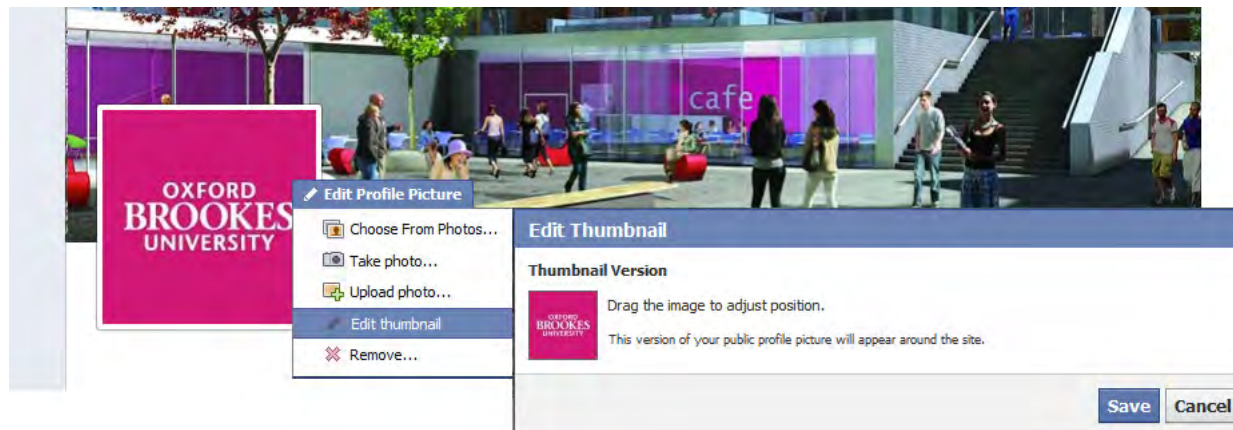 cafe
OXFORD
BROOKES
UNIVERSITY
Edit Profile Picture
Choose From Photos...
Take photo...
Upload photo...
Edit thumbnail
Remove...
Edit Thumbnail
Thumbnail Version
OXFORD
BROOKES
UNIVERSITY
Drag the image to adjust position.
This version of your public profile picture will appear around the site.
Save Cancel